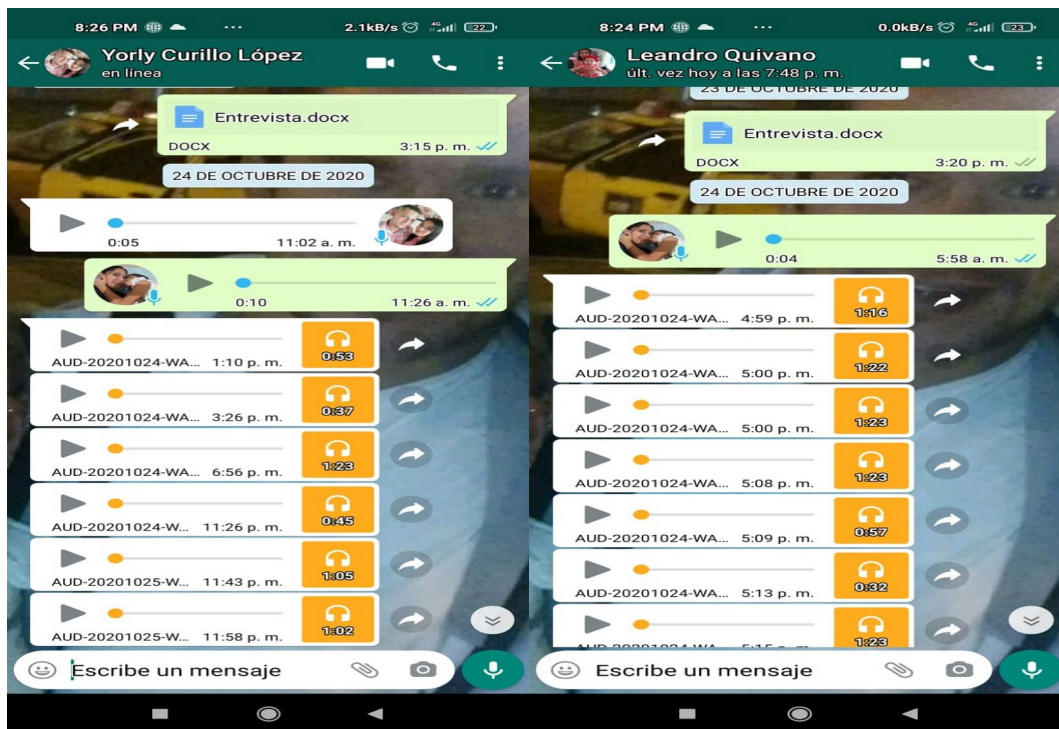 8:26 PM ... 2.1kB/s 4G 22
Yorly Curillo López
en línea
Entrevista.docx
DOCX 3:15 p. m.
24 DE OCTUBRE DE 2020
0:05 11:02 a. m.
0:10 11:26 a. m.
0:53
AUD-20201024-WA... 1:10 p. m.
0:37
AUD-20201024-WA... 3:26 p. m.
1:23
AUD-20201024-WA... 6:56 p. m.
0:45
AUD-20201024-W... 11:26 p. m.
1:05
AUD-20201025-W... 11:43 p. m.
1:02
AUD-20201025-W... 11:58 p. m.
Escribe un mensaje
8:24 PM ... 0.0kB/s 4G 23
Leandro Quivano
últ. vez hoy a las 7:48 p. m.
23 DE OCTUBRE DE 2020
Entrevista.docx
DOCX 3:20 p. m.
24 DE OCTUBRE DE 2020
0:04 5:58 a. m.
1:16
AUD-20201024-WA... 4:59 p. m.
1:22
AUD-20201024-WA... 5:00 p. m.
1:23
AUD-20201024-WA... 5:00 p. m.
1:23
AUD-20201024-WA... 5:08 p. m.
0:57
AUD-20201024-WA... 5:09 p. m.
0:32
AUD-20201024-WA... 5:13 p. m.
1:23
Escribe un mensaje